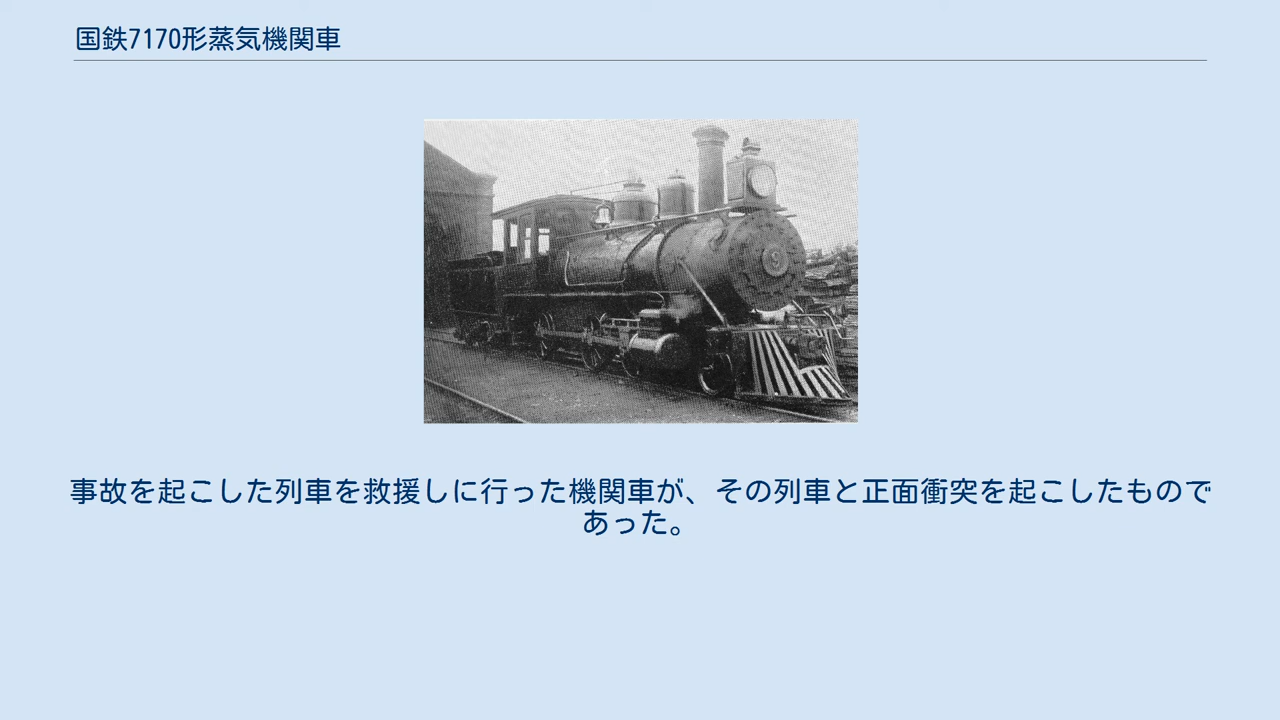 国鉄7170形蒸気機関車
9
事故を起こした列車を救援しに行った機関車が、その列車と正面衝突を起こしたもので
あった。